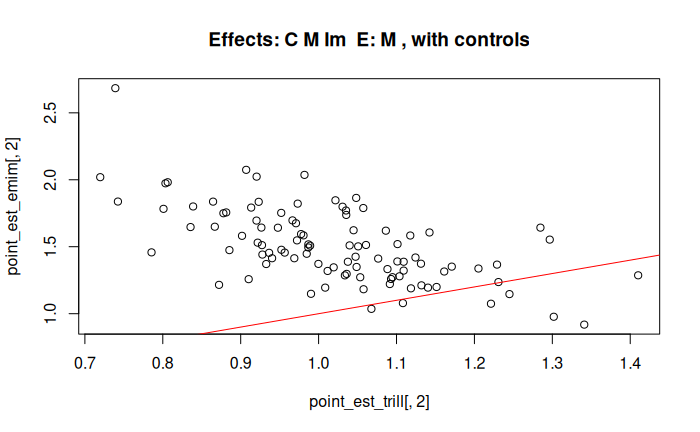 Effects: C M Im  E: M , with controls
point_est_emim[, 2]
2.5
2.0
1.5
1.0
0.7 0.8 0.9 1.0 1.1 1.2 1.3 1.4
point_est_trill[, 2]